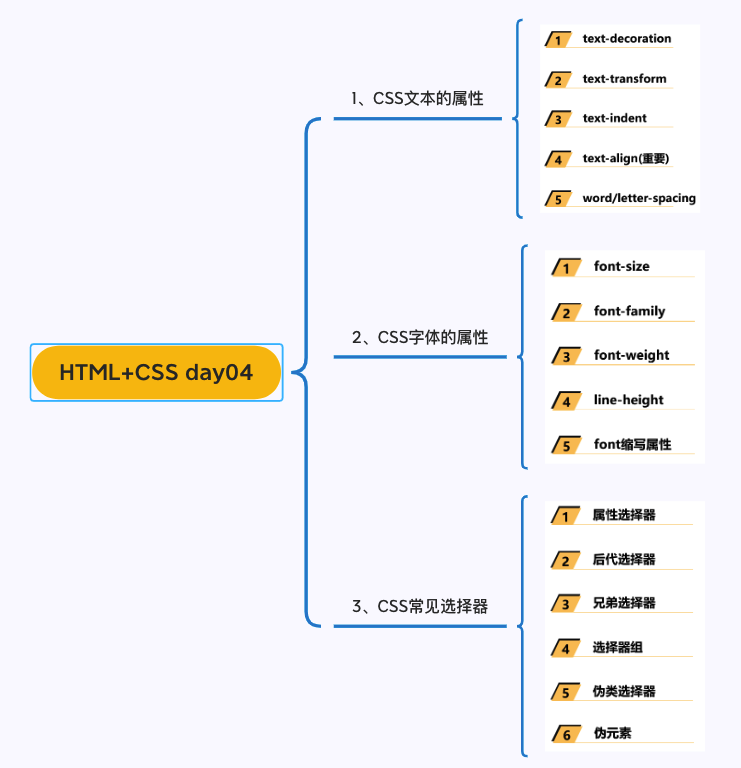 HTML+CSS day04
1、CSS文本的属性
1 text-decoration
2 text-transform
3 text-indent
4 text-align(重要)
5 word/letter-spacing
2、CSS字体的属性
1 font-size
2 font-family
3 font-weight
4 line-height
5 font缩写属性
3、CSS常见选择器
1 属性选择器
2 后代选择器
3 兄弟选择器
4 选择器组
5 伪类选择器
6 伪元素